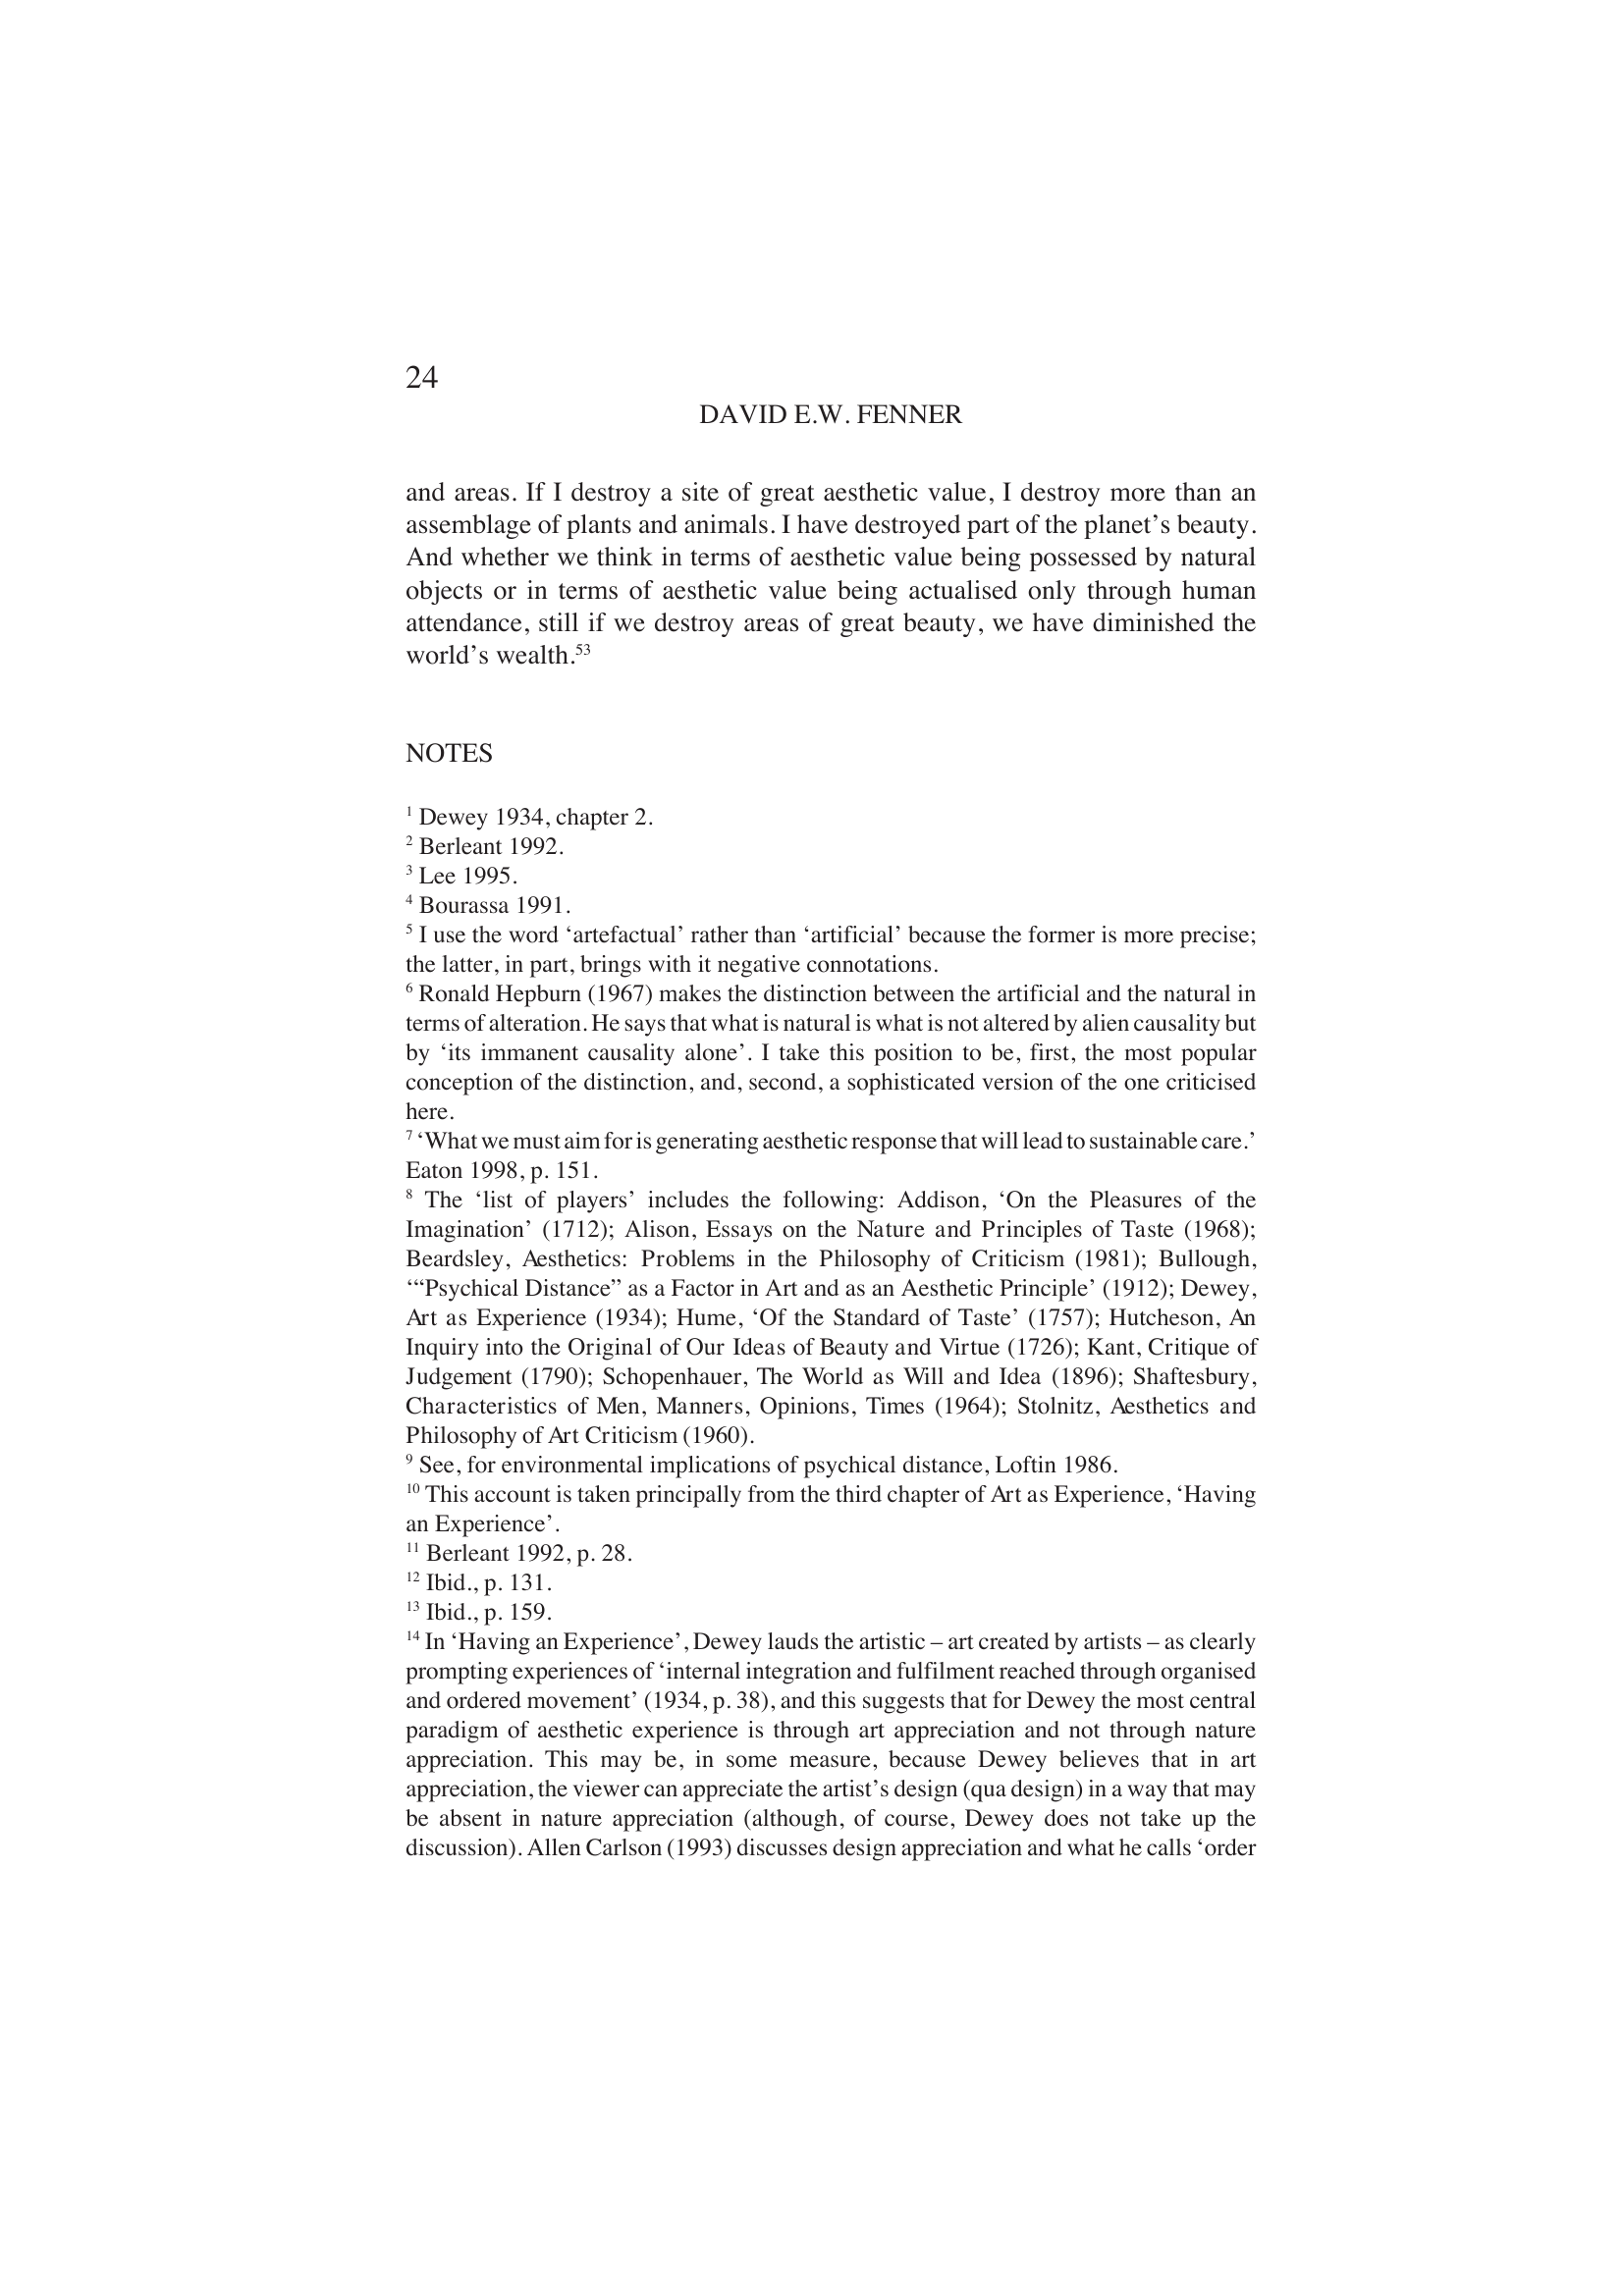 24
DAVID E.W. FENNER
and areas. If I destroy a site of great aesthetic value, I destroy more than an
assemblage of plants and animals. I have destroyed part of the planet’s beauty.
And whether we think in terms of aesthetic value being possessed by natural
objects or in terms of aesthetic value being actualised only through human
attendance, still if we destroy areas of great beauty, we have diminished the
world’s wealth.53
NOTES
1 Dewey 1934, chapter 2.
2 Berleant 1992.
3 Lee 1995.
4 Bourassa 1991.
5 I use the word ‘artefactual’ rather than ‘artificial’ because the former is more precise;
the latter, in part, brings with it negative connotations.
6 Ronald Hepburn (1967) makes the distinction between the artificial and the natural in
terms of alteration. He says that what is natural is what is not altered by alien causality but
by ‘its immanent causality alone’. I take this position to be, first, the most popular
conception of the distinction, and, second, a sophisticated version of the one criticised
here.
7 ‘What we must aim for is generating aesthetic response that will lead to sustainable care.’
Eaton 1998, p. 151.
8 The ‘list of players’ includes the following: Addison, ‘On the Pleasures of the
Imagination’ (1712); Alison, Essays on the Nature and Principles of Taste (1968);
Beardsley, Aesthetics: Problems in the Philosophy of Criticism (1981); Bullough,
‘“Psychical Distance” as a Factor in Art and as an Aesthetic Principle’ (1912); Dewey,
Art as Experience (1934); Hume, ‘Of the Standard of Taste’ (1757); Hutcheson, An
Inquiry into the Original of Our Ideas of Beauty and Virtue (1726); Kant, Critique of
Judgement (1790); Schopenhauer, The World as Will and Idea (1896); Shaftesbury,
Characteristics of Men, Manners, Opinions, Times (1964); Stolnitz, Aesthetics and
Philosophy of Art Criticism (1960).
9 See, for environmental implications of psychical distance, Loftin 1986.
10 This account is taken principally from the third chapter of Art as Experience, ‘Having
an Experience’.
11 Berleant 1992, p. 28.
12 Ibid., p. 131.
13 Ibid., p. 159.
14 In ‘Having an Experience’, Dewey lauds the artistic – art created by artists – as clearly
prompting experiences of ‘internal integration and fulfilment reached through organised
and ordered movement’ (1934, p. 38), and this suggests that for Dewey the most central
paradigm of aesthetic experience is through art appreciation and not through nature
appreciation. This may be, in some measure, because Dewey believes that in art
appreciation, the viewer can appreciate the artist’s design (qua design) in a way that may
be absent in nature appreciation (although, of course, Dewey does not take up the
discussion). Allen Carlson (1993) discusses design appreciation and what he calls ‘order